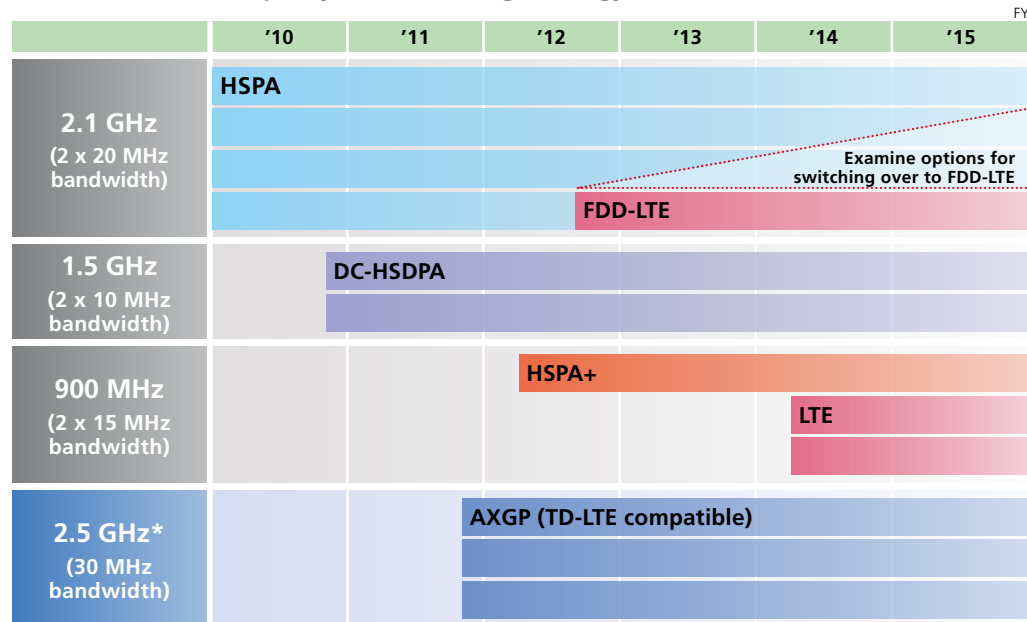 FY
’10 ’11 ’12 ’13 ’14 ’15
2.1 GHz
(2 x 20 MHz
bandwidth)
HSPA
Examine options for
switching over to FDD-LTE
FDD-LTE
1.5 GHz
(2 x 10 MHz
bandwidth)
DC-HSDPA
900 MHz
(2 x 15 MHz
bandwidth)
HSPA+
LTE
2.5 GHz*
(30 MHz
bandwidth)
AXGP (TD-LTE compatible)